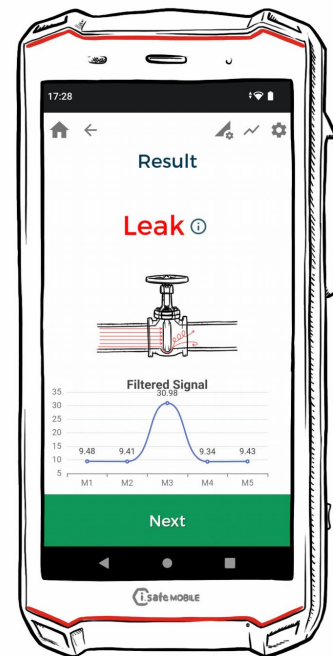 17:28
Result
Leak
Filtered Signal
35
30
25
20
15
10
5
9.48
9.41
30.98
9.34
9.43
M1 M2 M3 M4 M5
Next
i.safe MOBILE